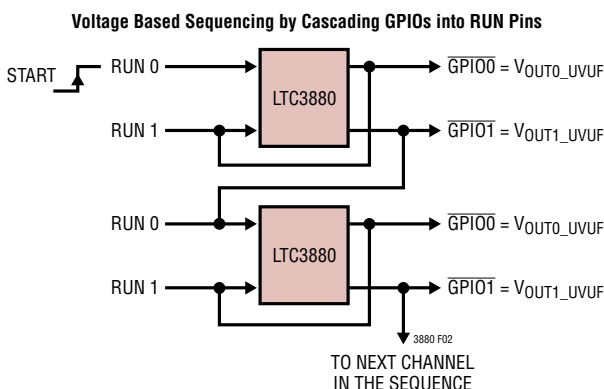 Voltage Based Sequencing by Cascading GPIOs into RUN Pins
START
RUN 0
LTC3880
GPIO0 = VOUT0_UVUF
RUN 1
GPIO1 = VOUT1_UVUF
RUN 0
LTC3880
GPIO0 = VOUT0_UVUF
RUN 1
GPIO1 = VOUT1_UVUF
3880 F02
TO NEXT CHANNEL
IN THE SEQUENCE